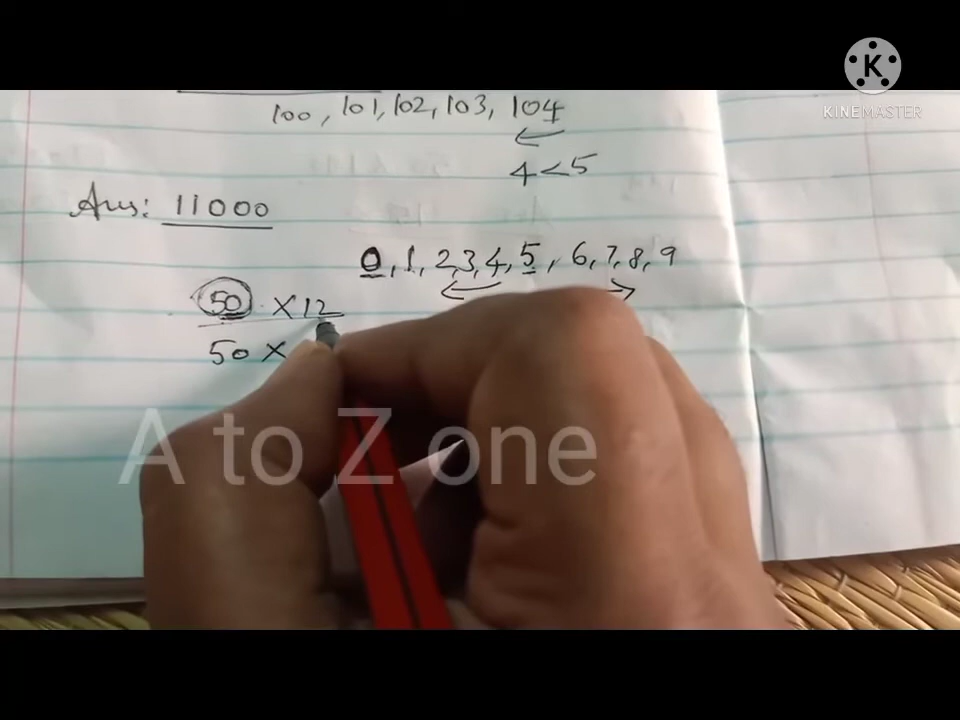 KINEMASTER
100, 101, 102, 103, 104
4<5
Ans: 11000
0, 1, 2, 3, 4, 5, 6, 7, 8, 9
50 × 12
50 ×
A to Z one